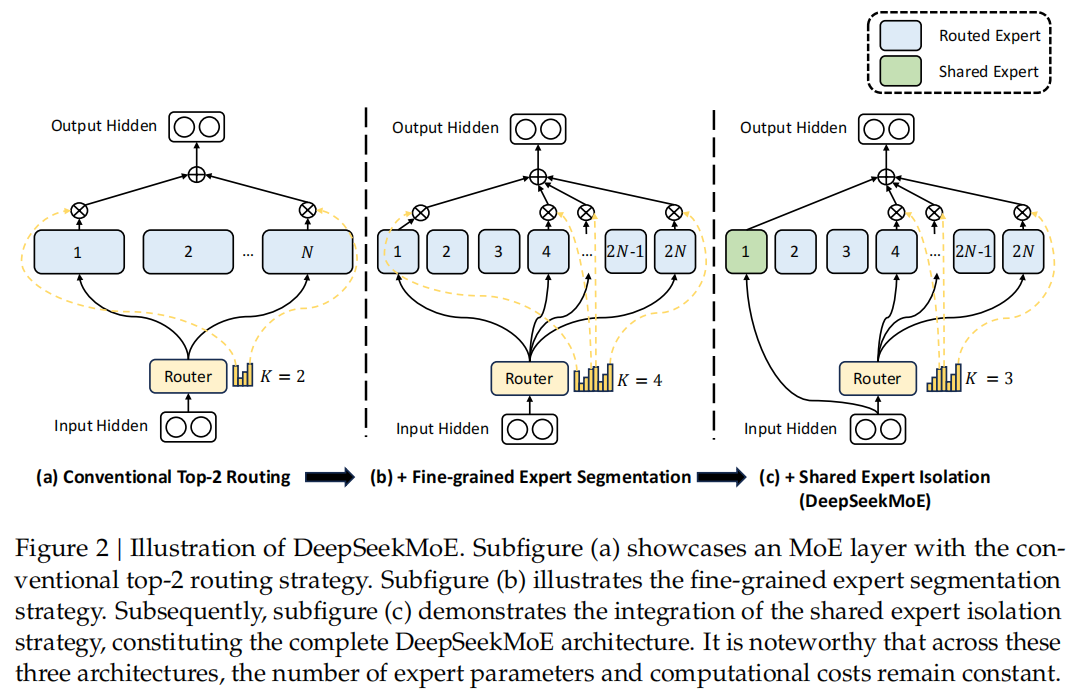 Routed Expert
Shared Expert
Output Hidden
1
2
...
N
Router
K = 2
Input Hidden
(a) Conventional Top-2 Routing
Output Hidden
1
2
3
4
...
2N-1
2N
Router
K = 4
Input Hidden
(b) + Fine-grained Expert Segmentation
Output Hidden
1
2
3
4
...
2N-1
2N
Router
K = 3
Input Hidden
(c) + Shared Expert Isolation
(DeepSeekMoE)
Figure 2 | Illustration of DeepSeekMoE. Subfigure (a) showcases an MoE layer with the con-
ventional top-2 routing strategy. Subfigure (b) illustrates the fine-grained expert segmentation
strategy. Subsequently, subfigure (c) demonstrates the integration of the shared expert isolation
strategy, constituting the complete DeepSeekMoE architecture. It is noteworthy that across these
three architectures, the number of expert parameters and computational costs remain constant.